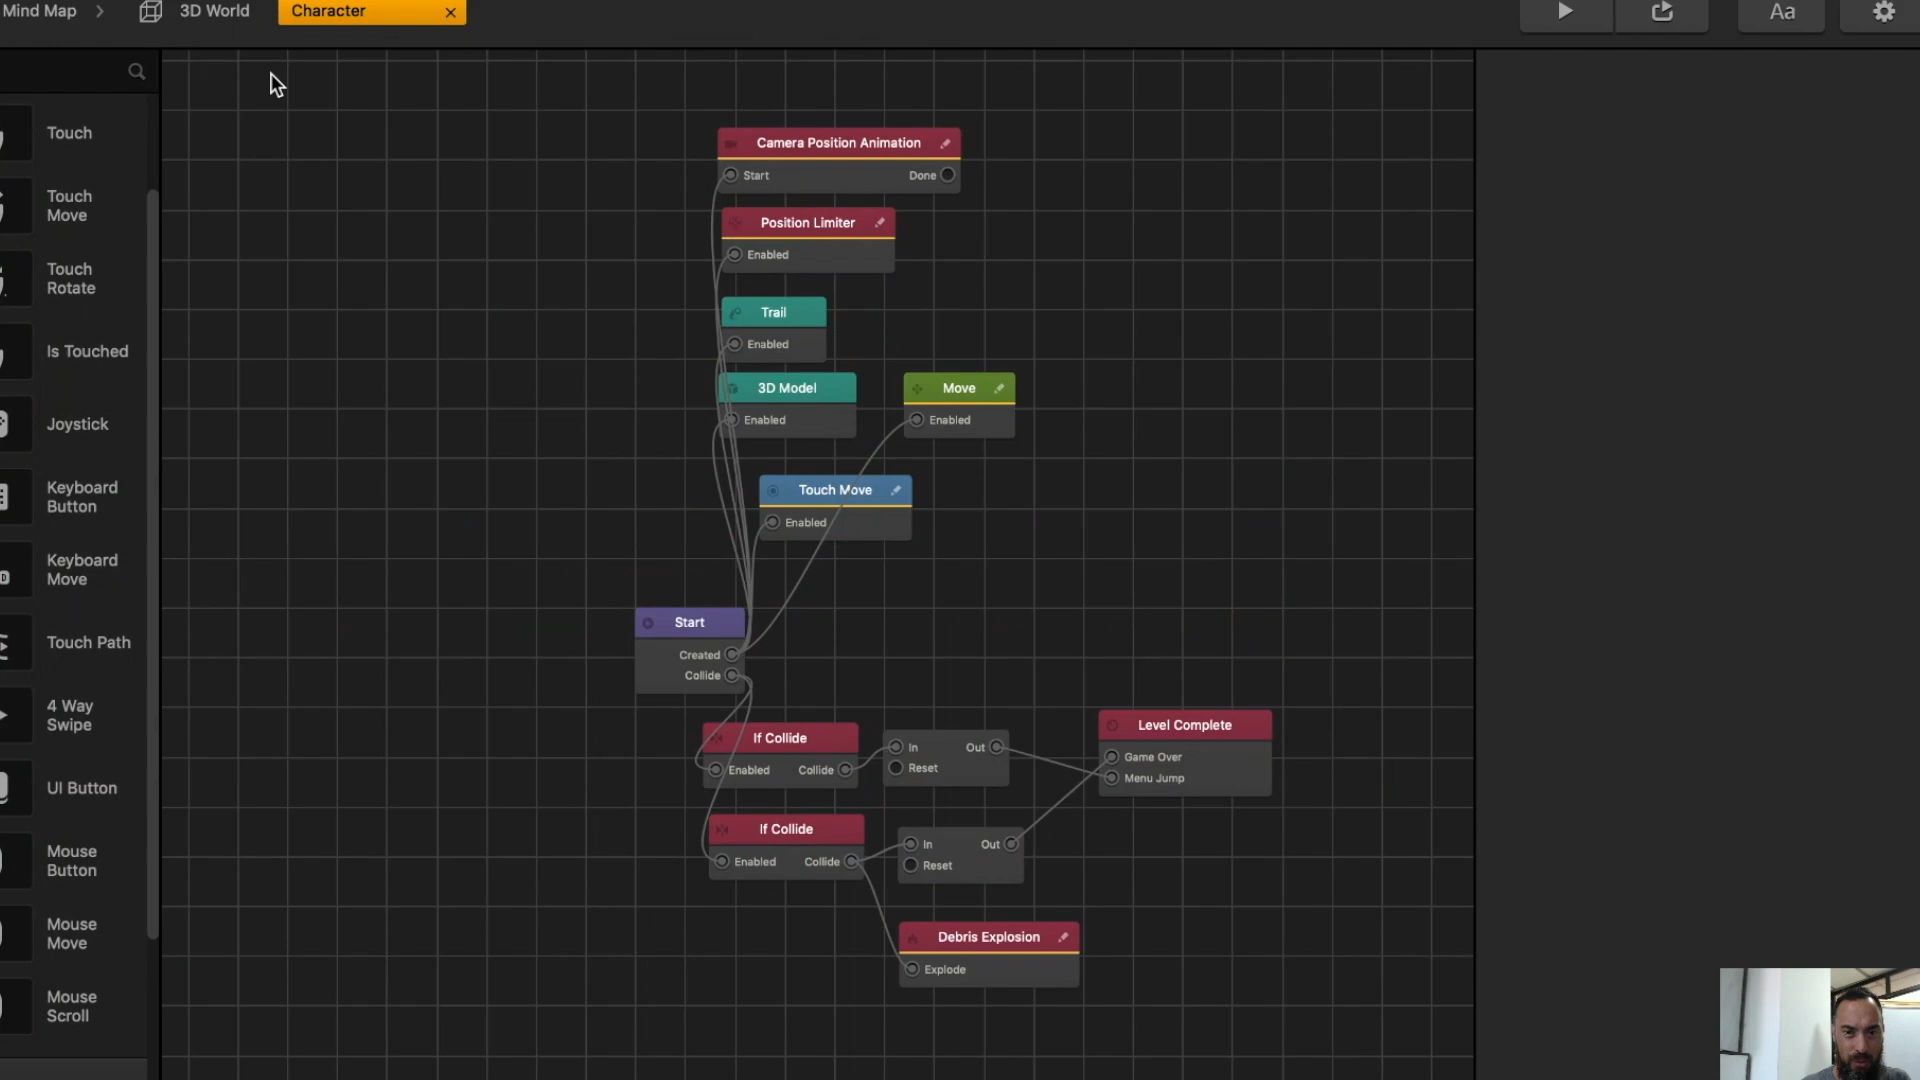 Mind Map
3D World
Character
Aa
Touch
Touch
Move
Touch
Rotate
Is Touched
Joystick
Keyboard
Button
Keyboard
Move
Touch Path
4 Way
Swipe
UI Button
Mouse
Button
Mouse
Move
Mouse
Scroll
Camera Position Animation
Start Done
Position Limiter
Enabled
Trail
Enabled
3D Model
Enabled
Move
Enabled
Touch Move
Enabled
Start
Created
Collide
If Collide
Enabled Collide
In Out
Reset
Level Complete
Game Over
Menu Jump
If Collide
Enabled Collide
In Out
Reset
Debris Explosion
Explode